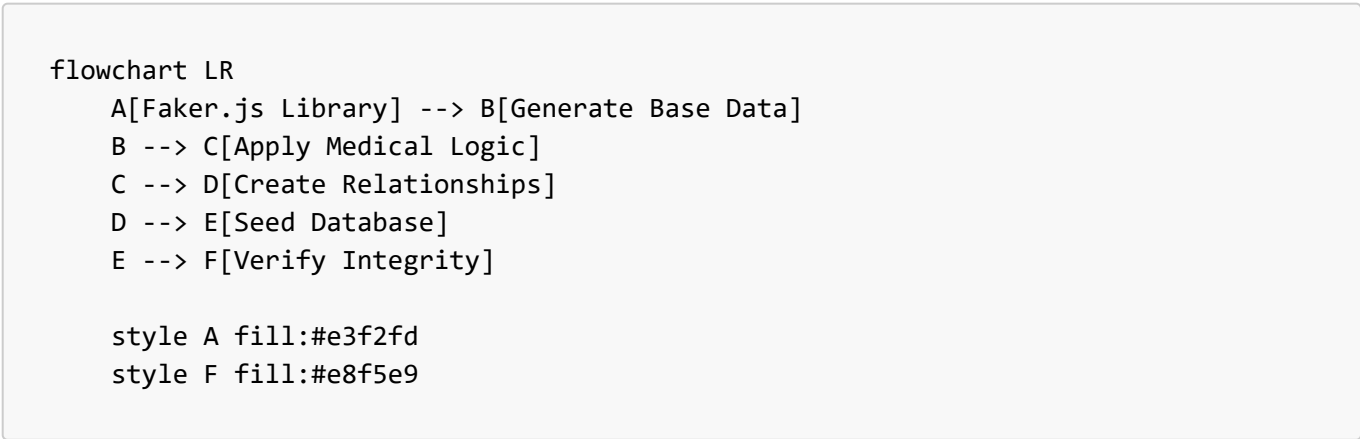 flowchart LR
    A[Faker.js Library] --> B[Generate Base Data]
    B --> C[Apply Medical Logic]
    C --> D[Create Relationships]
    D --> E[Seed Database]
    E --> F[Verify Integrity]

    style A fill:#e3f2fd
    style F fill:#e8f5e9